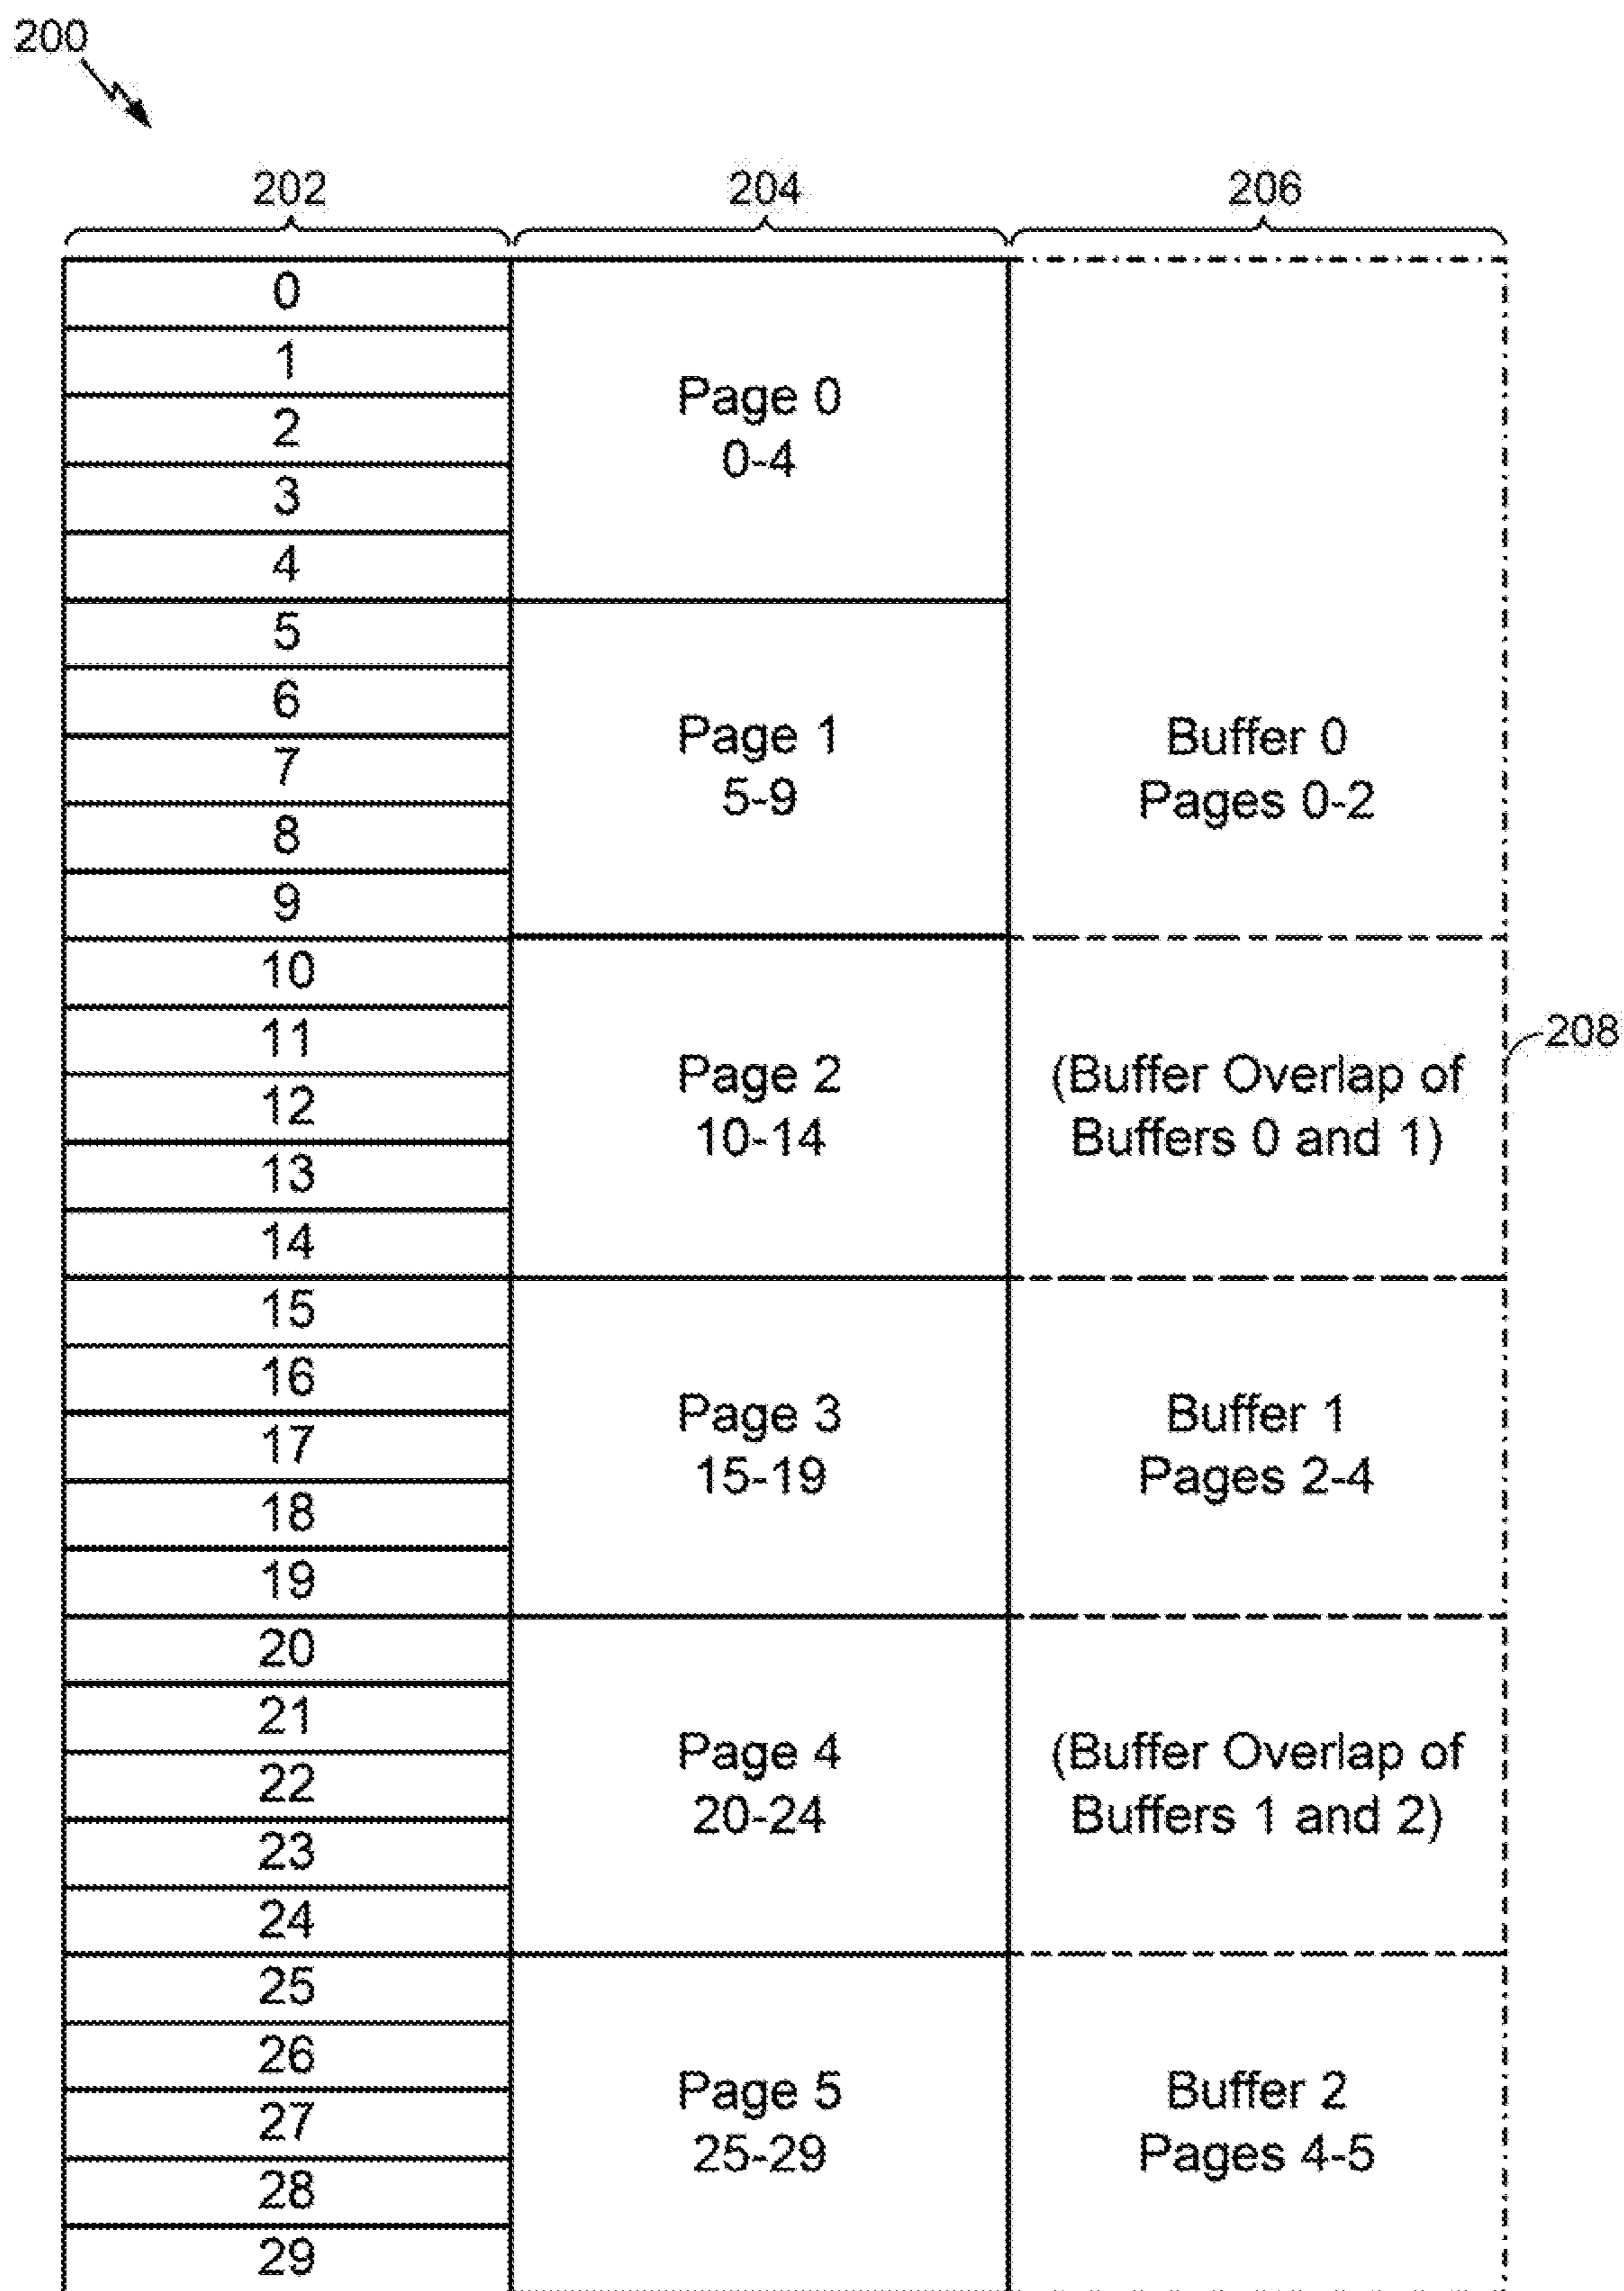 200
202
204
206
0
1
2
3
4
5
6
7
8
9
10
11
12
13
14
15
16
17
18
19
20
21
22
23
24
25
26
27
28
29
Page 0
0-4
Page 1
5-9
Page 2
10-14
Page 3
15-19
Page 4
20-24
Page 5
25-29
Buffer 0
Pages 0-2
(Buffer Overlap of
Buffers 0 and 1)
Buffer 1
Pages 2-4
(Buffer Overlap of
Buffers 1 and 2)
Buffer 2
Pages 4-5
208